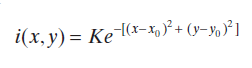 i(x, y) = Ke^{-[(x-x_0)^2 + (y-y_0)^2]}